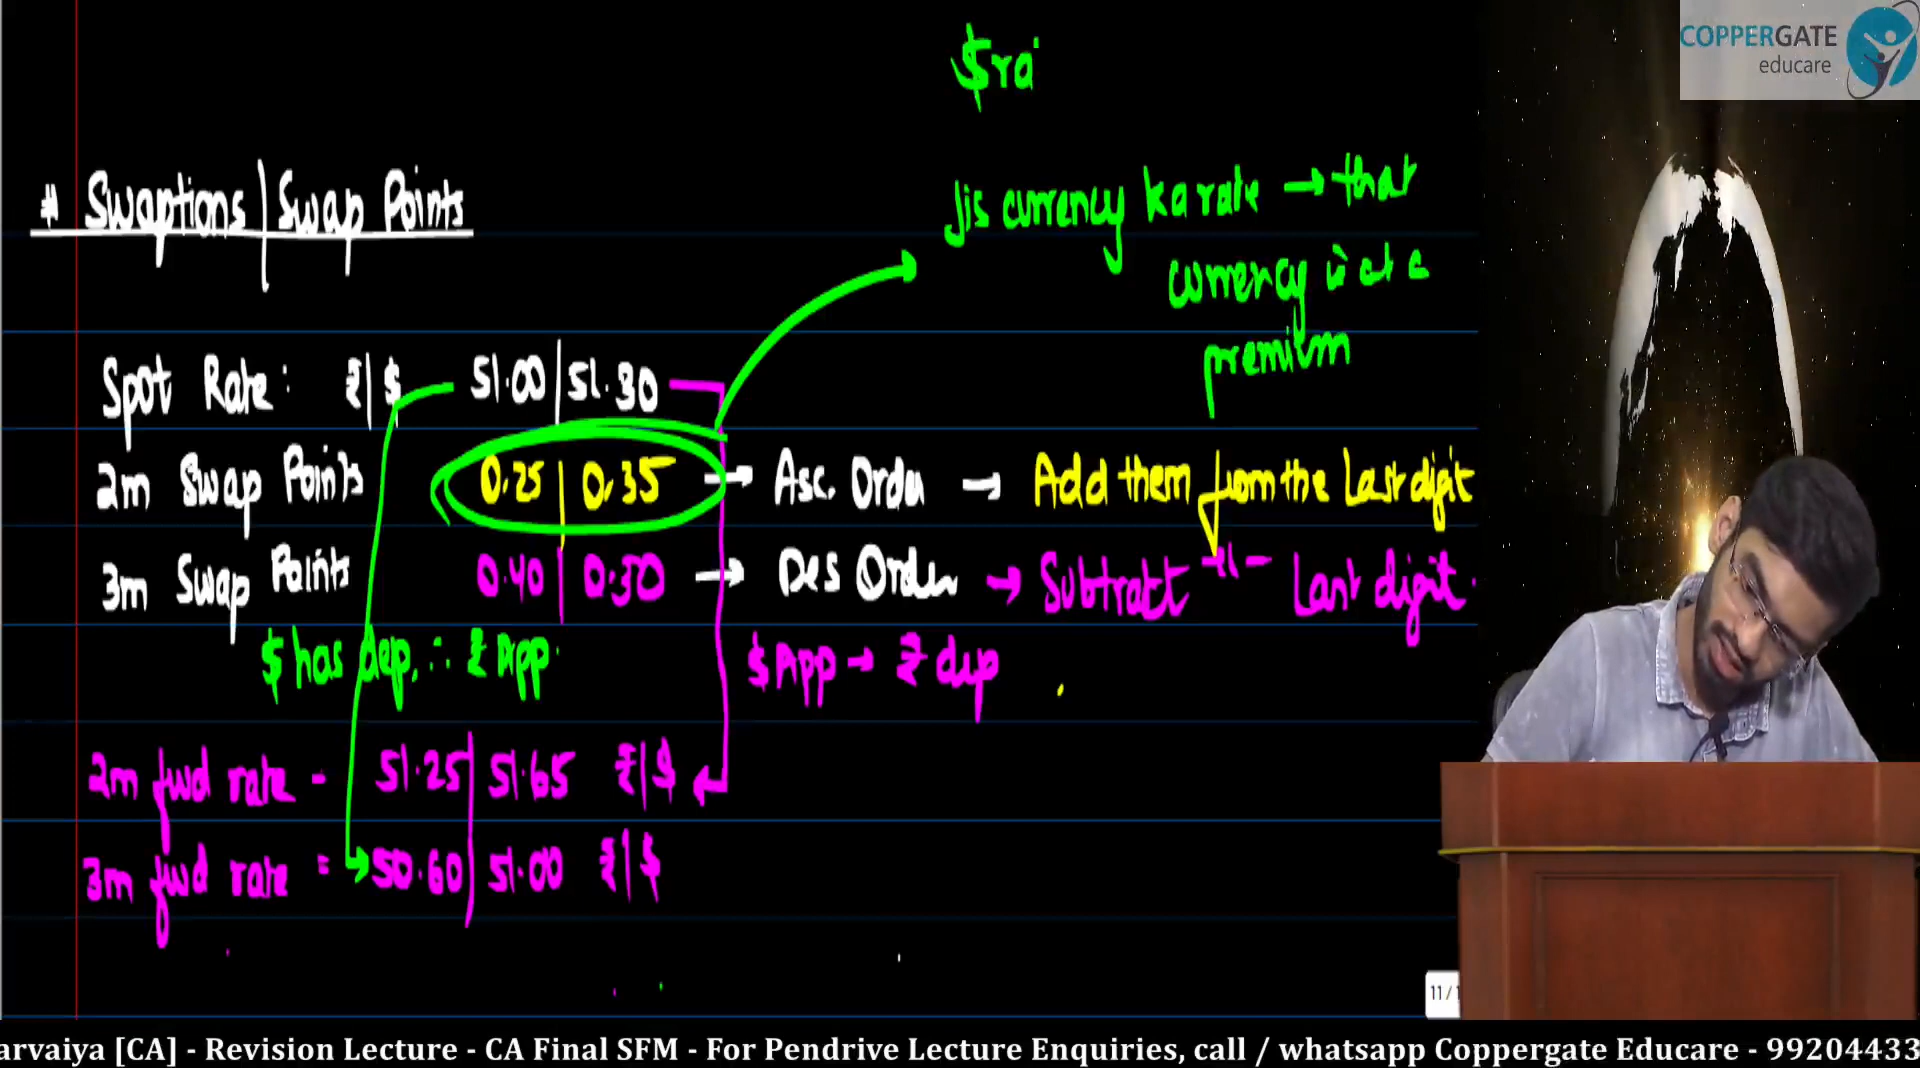 COPPERGATE
educare
$ra
# Swaptions | Swap Points
Jis currency ka rate → that
currency is at a
premium
Spot Rate: ₹|$ 51.00 | 51.30
2m Swap Points 0.25 | 0.35 → Asc. Order → Add them from the Last digit
3m Swap Points 0.40 | 0.30 → Des Order → Subtract -"- Last digit.
$ has dep, ∴ ₹ App. $ App → ₹ dep
2m fwd rate - 51.25 | 51.65 ₹|$
3m fwd rate = 50.60 | 51.00 ₹|$
11/1
arvaiya [CA] - Revision Lecture - CA Final SFM - For Pendrive Lecture Enquiries, call / whatsapp Coppergate Educare - 99204433